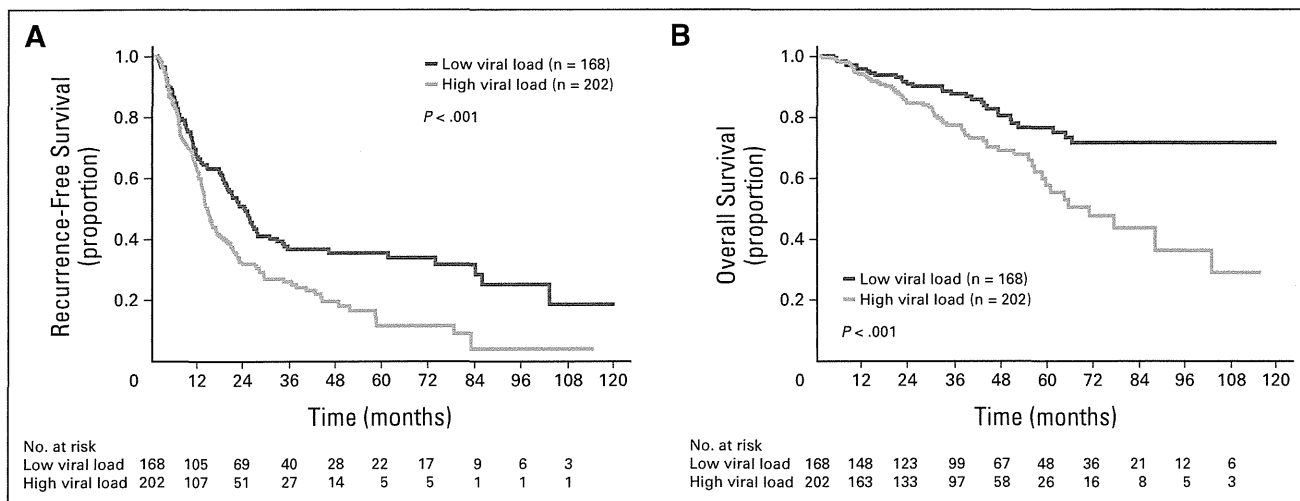 A
Recurrence-Free Survival
(proportion)
1.0
0.8
0.6
0.4
0.2
0
12 24 36 48 60 72 84 96 108 120
Low viral load (n = 168)
High viral load (n = 202)
P < .001
Time (months)
No. at risk
Low viral load 168 105 69 40 28 22 17 9 6 3
High viral load 202 107 51 27 14 5 5 1 1 1
B
Overall Survival
(proportion)
1.0
0.8
0.6
0.4
0.2
0
12 24 36 48 60 72 84 96 108 120
Low viral load (n = 168)
High viral load (n = 202)
P < .001
Time (months)
No. at risk
Low viral load 168 148 123 99 67 48 36 21 12 6
High viral load 202 163 133 97 58 26 16 8 5 3